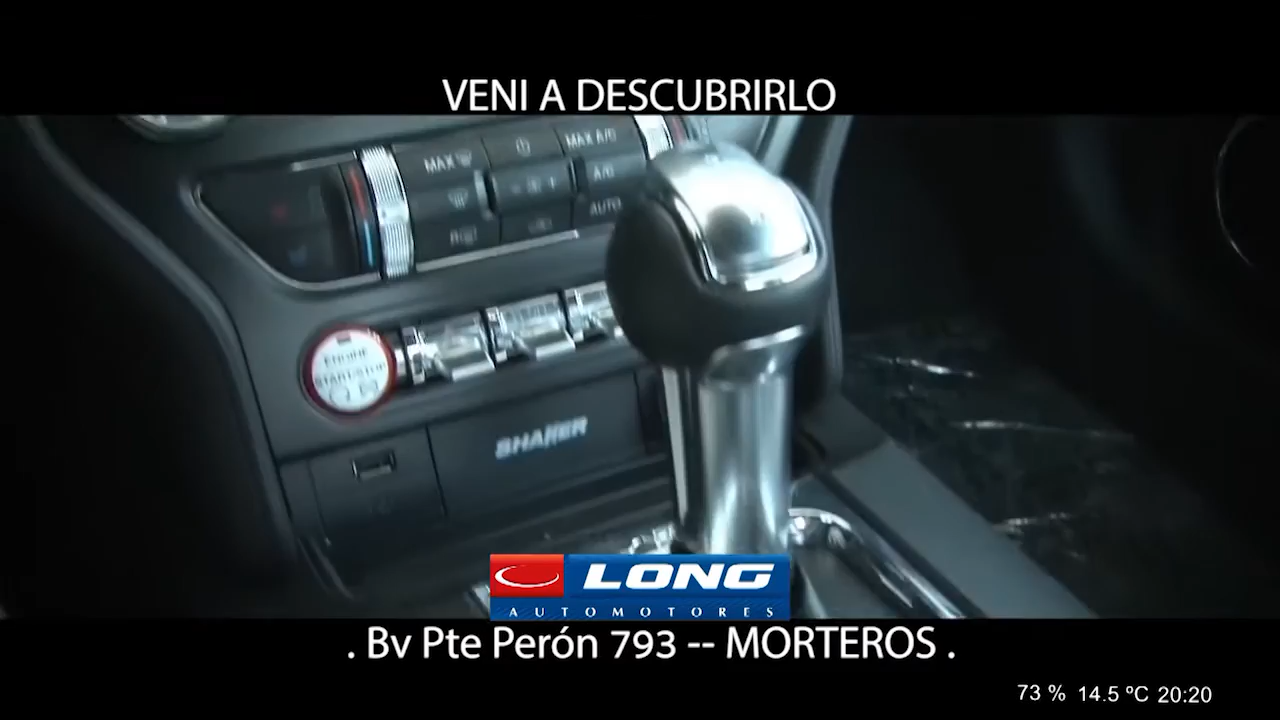 VENI A DESCUBRIRLO
MAX
MAX A/C
A/C
AUTO
ENGINE
START/STOP
SHAKER
LONG
AUTOMOTORES
. Bv Pte Perón 793 -- MORTEROS .
73 % 14.5 ºC 20:20